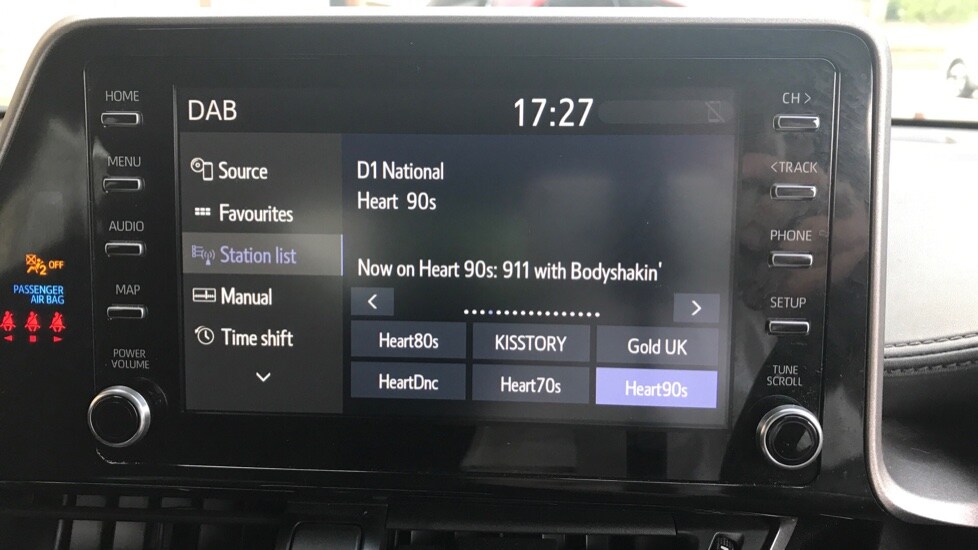 HOME
MENU
AUDIO
MAP
POWER
VOLUME
2 OFF
PASSENGER
AIR BAG
DAB
17:27
Source
Favourites
Station list
Manual
Time shift
D1 National
Heart 90s
Now on Heart 90s: 911 with Bodyshakin'
< >
Heart80s KISSTORY Gold UK
HeartDnc Heart70s Heart90s
CH >
< TRACK
PHONE
SETUP
TUNE
SCROLL